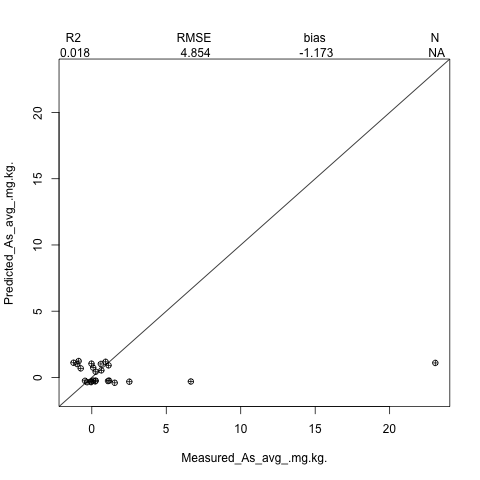 R2 RMSE bias N
0.018 4.854 -1.173 NA
20
15
10
5
0
Predicted_As_avg_.mg.kg.
0 5 10 15 20
Measured_As_avg_.mg.kg.